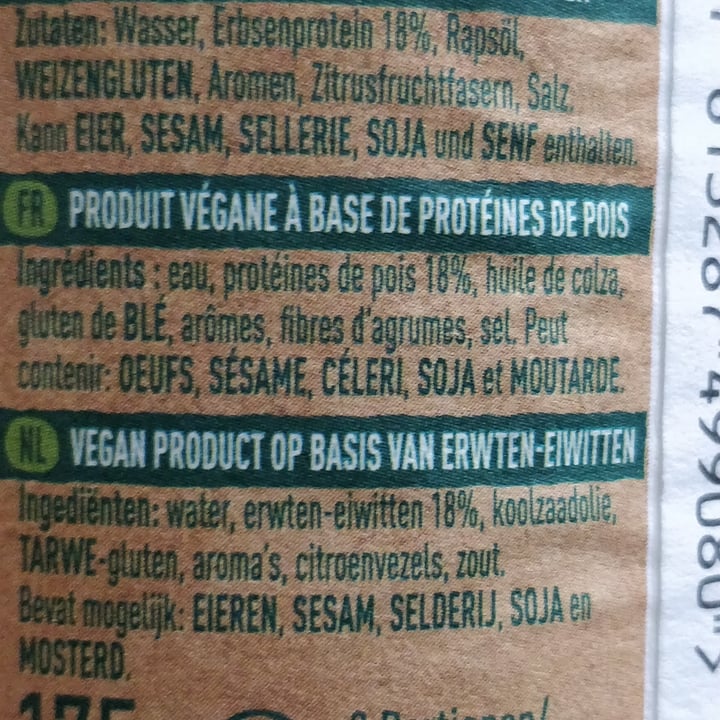 Zutaten: Wasser, Erbsenprotein 18%, Rapsöl,
WEIZENGLUTEN, Aromen, Zitrusfruchtfasern, Salz.
Kann EIER, SESAM, SELLERIE, SOJA und SENF enthalten.
FR PRODUIT VÉGANE À BASE DE PROTÉINES DE POIS
Ingrédients : eau, protéines de pois 18%, huile de colza,
gluten de BLÉ, arômes, fibres d'agrumes, sel. Peut
contenir: OEUFS, SÉSAME, CÉLERI, SOJA et MOUTARDE.
NL VEGAN PRODUCT OP BASIS VAN ERWTEN-EIWITTEN
Ingediënten: water, erwten-eiwitten 18%, koolzaadolie,
TARWE-gluten, aroma's, citroenvezels, zout.
Bevat mogelijk: EIEREN, SESAM, SELDERIJ, SOJA en
MOSTERD.
175